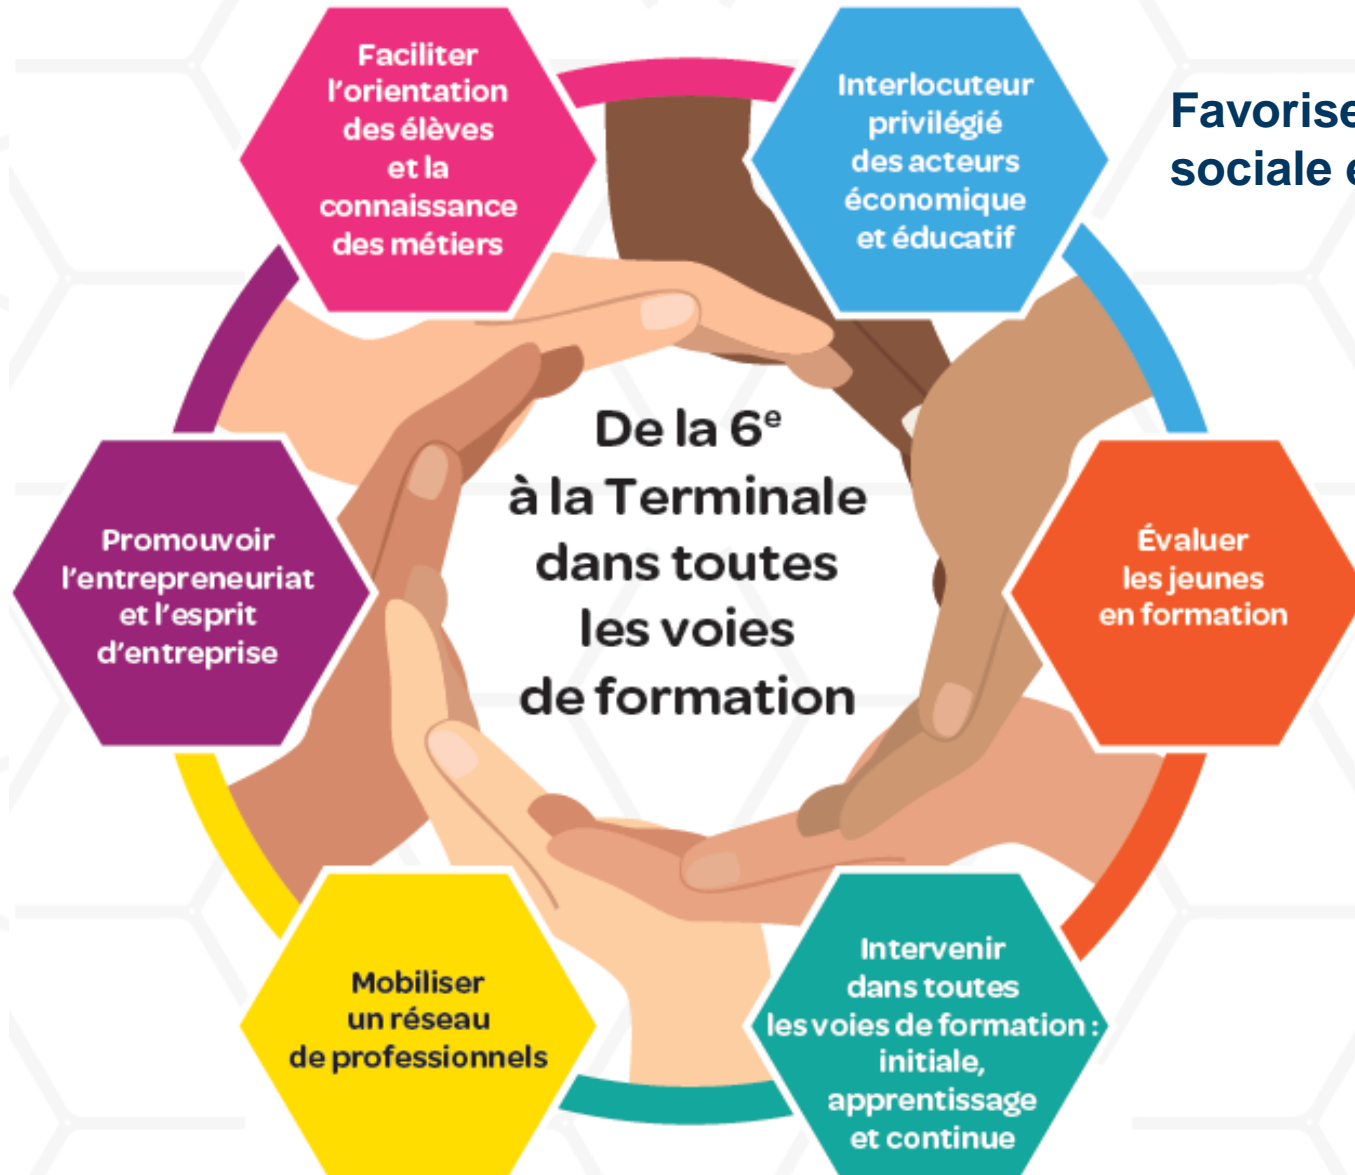 Faciliter
l'orientation
des élèves
et la
connaissance
des métiers
Interlocuteur
privilégié
des acteurs
économique
et éducatif
Favorise
sociale e
De la 6e
à la Terminale
dans toutes
les voies
de formation
Promouvoir
l'entrepreneuriat
et l'esprit
d'entreprise
Évaluer
les jeunes
en formation
Mobiliser
un réseau
de professionnels
Intervenir
dans toutes
les voies de formation :
initiale,
apprentissage
et continue